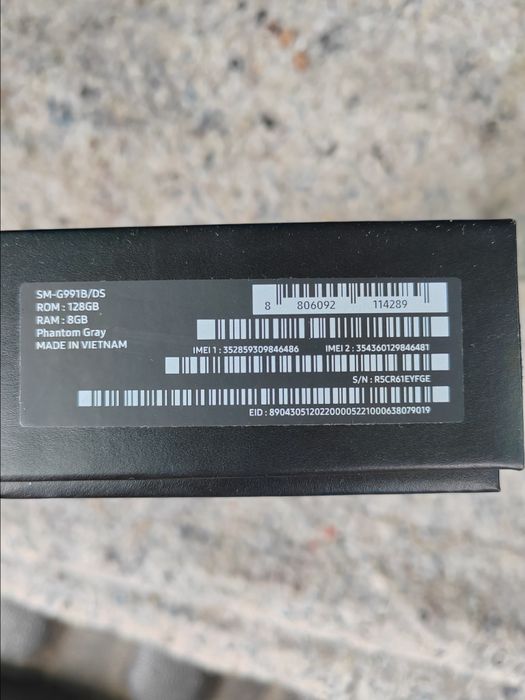 SM-G991B/DS
ROM : 128GB
RAM : 8GB
Phantom Gray
MADE IN VIETNAM
8 806092 114289
IMEI 1 : 352859309846486 IMEI 2 : 354360129846481
S/N : R5CR61EYFGE
EID : 89043051202200005221000638079019